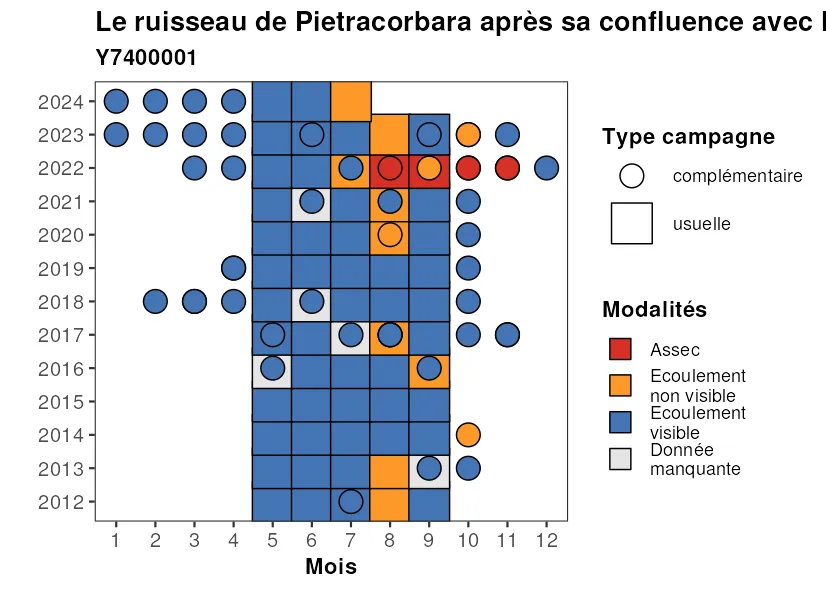 Le ruisseau de Pietracorbara après sa confluence avec l
Y7400001
2024
2023
2022
2021
2020
2019
2018
2017
2016
2015
2014
2013
2012
1 2 3 4 5 6 7 8 9 10 11 12
Mois
Type campagne
complémentaire
usuelle
Modalités
Assec
Ecoulement
non visible
Ecoulement
visible
Donnée
manquante